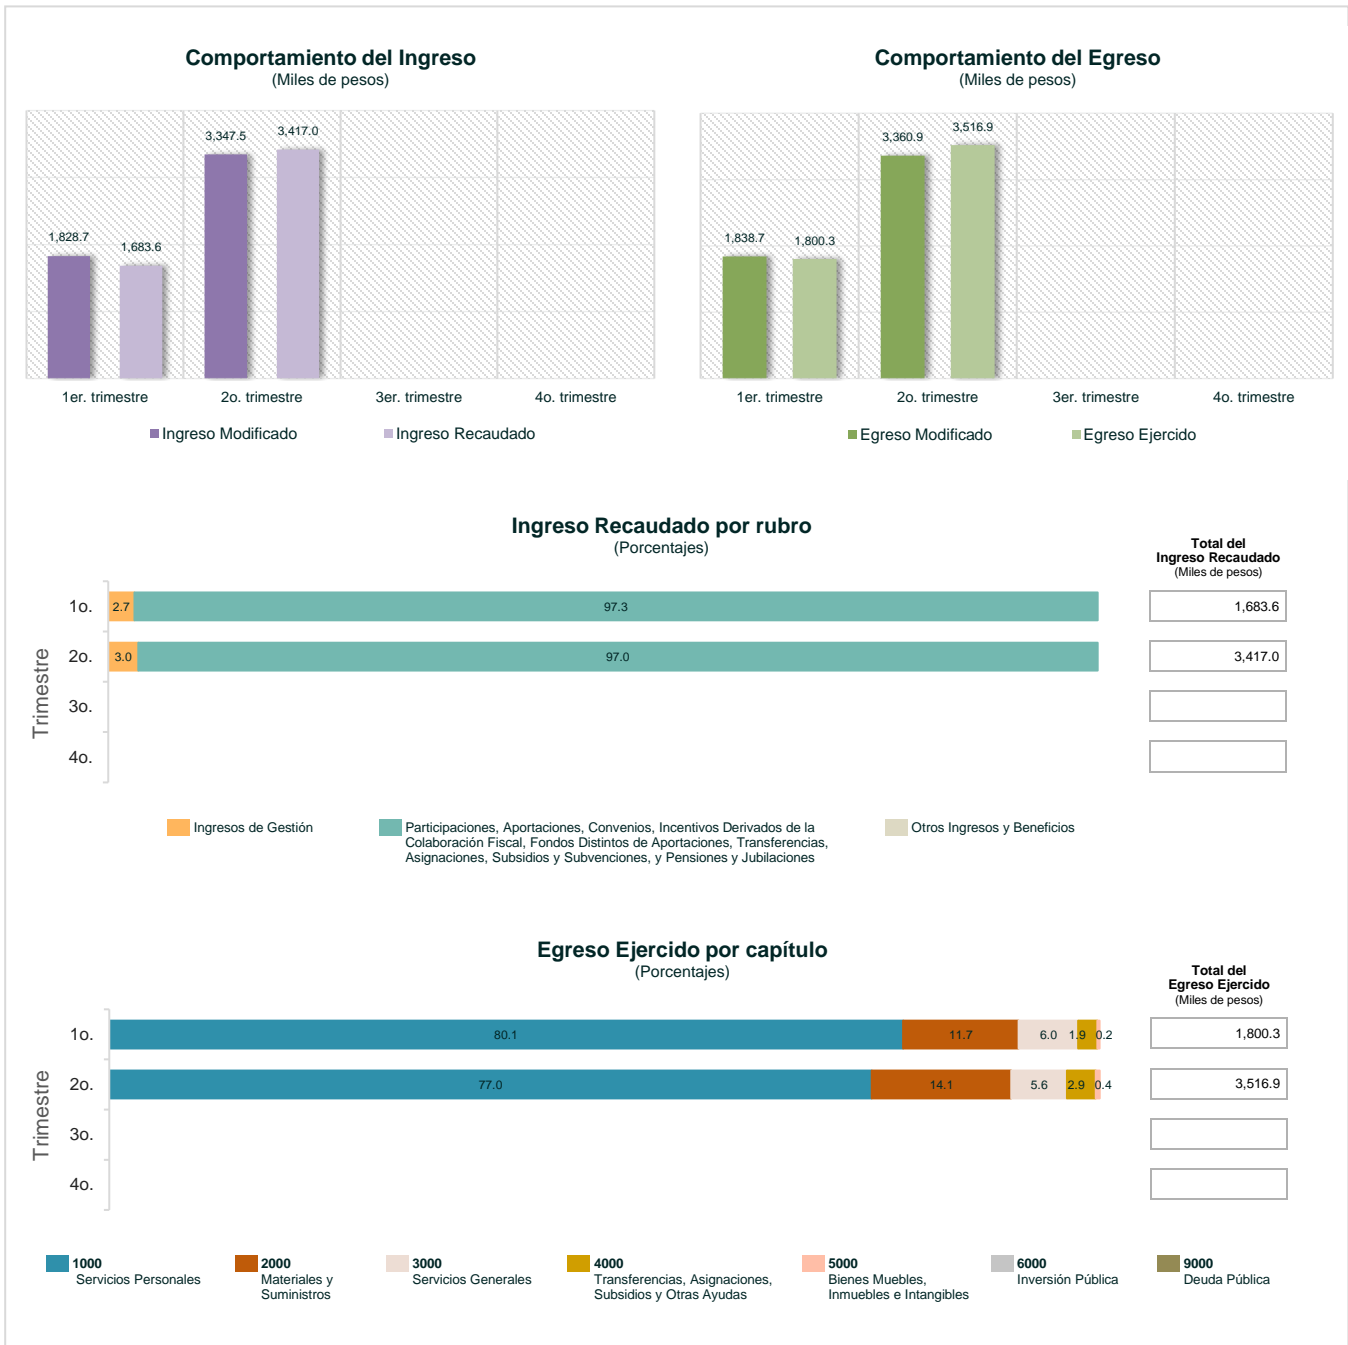 Comportamiento del Ingreso
(Miles de pesos)
3,347.5
3,417.0
1,828.7
1,683.6
1er. trimestre
2o. trimestre
3er. trimestre
4o. trimestre
Ingreso Modificado
Ingreso Recaudado
Comportamiento del Egreso
(Miles de pesos)
3,360.9
3,516.9
1,838.7
1,800.3
1er. trimestre
2o. trimestre
3er. trimestre
4o. trimestre
Egreso Modificado
Egreso Ejercido
Ingreso Recaudado por rubro
(Porcentajes)
Total del
Ingreso Recaudado
(Miles de pesos)
Trimestre
1o.
2.7
97.3
1,683.6
2o.
3.0
97.0
3,417.0
3o.
4o.
Ingresos de Gestión
Participaciones, Aportaciones, Convenios, Incentivos Derivados de la
Colaboración Fiscal, Fondos Distintos de Aportaciones, Transferencias,
Asignaciones, Subsidios y Subvenciones, y Pensiones y Jubilaciones
Otros Ingresos y Beneficios
Egreso Ejercido por capítulo
(Porcentajes)
Total del
Egreso Ejercido
(Miles de pesos)
Trimestre
1o.
80.1
11.7
6.0
1.9
0.2
1,800.3
2o.
77.0
14.1
5.6
2.9
0.4
3,516.9
3o.
4o.
1000
Servicios Personales
2000
Materiales y
Suministros
3000
Servicios Generales
4000
Transferencias, Asignaciones,
Subsidios y Otras Ayudas
5000
Bienes Muebles,
Inmuebles e Intangibles
6000
Inversión Pública
9000
Deuda Pública